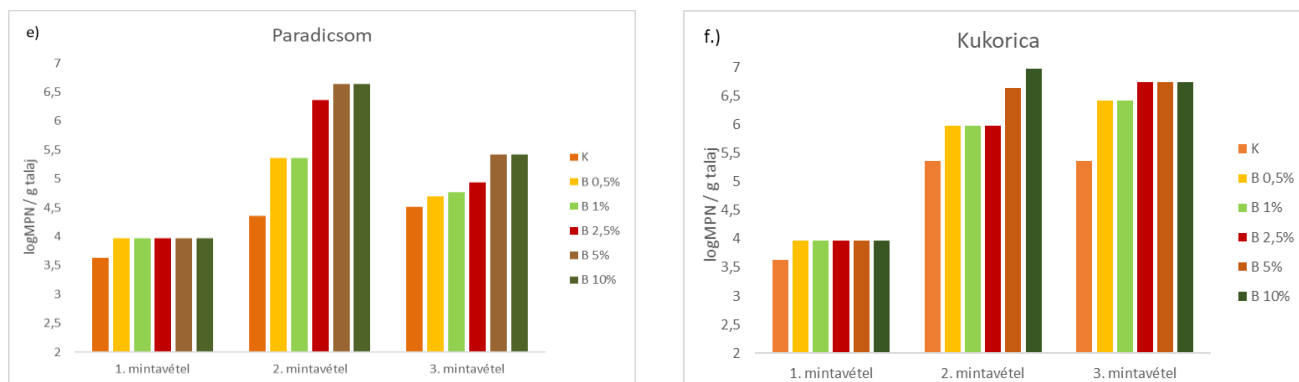 e)
Paradicsom
logMPN / g talaj
7
6,5
6
5,5
5
4,5
4
3,5
3
2,5
2
1. mintavétel
2. mintavétel
3. mintavétel
K
B 0,5%
B 1%
B 2,5%
B 5%
B 10%
f.)
Kukorica
logMPN / g talaj
7
6,5
6
5,5
5
4,5
4
3,5
3
2,5
2
1. mintavétel
2. mintavétel
3. mintavétel
K
B 0,5%
B 1%
B 2,5%
B 5%
B 10%